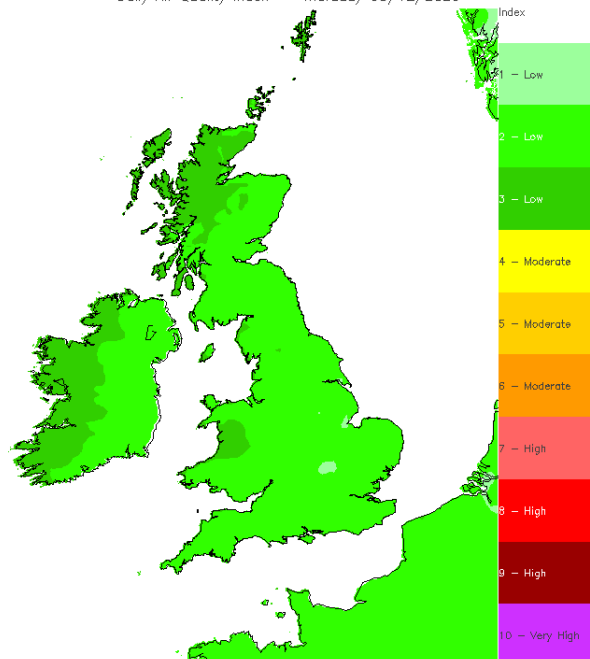 Index
1 - Low
2 - Low
3 - Low
4 - Moderate
5 - Moderate
6 - Moderate
7 - High
8 - High
9 - High
10 - Very High